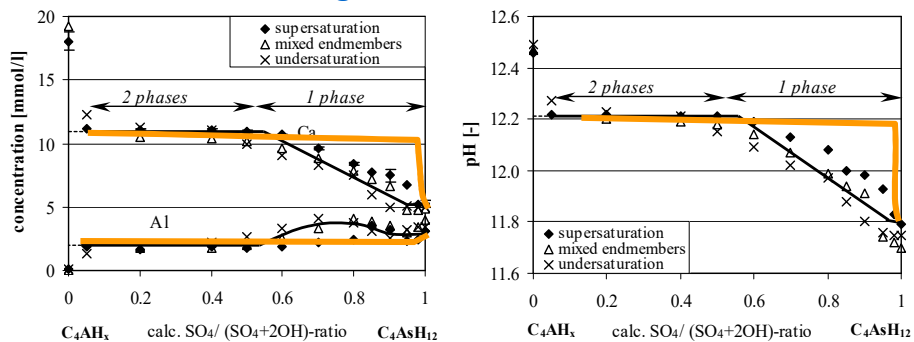 20
15
10
5
0
concentration [mmol/l]
supersaturation
mixed endmembers
undersaturation
2 phases
1 phase
Ca
Al
0 0.2 0.4 0.6 0.8 1
C₄AHₓ calc. SO₄/ (SO₄+2OH)-ratio C₄AsH₁₂
12.6
12.4
12.2
12.0
11.8
11.6
pH [-]
2 phases
1 phase
supersaturation
mixed endmembers
undersaturation
0 0.2 0.4 0.6 0.8 1
C₄AHₓ calc. SO₄/ (SO₄+2OH)-ratio C₄AsH₁₂